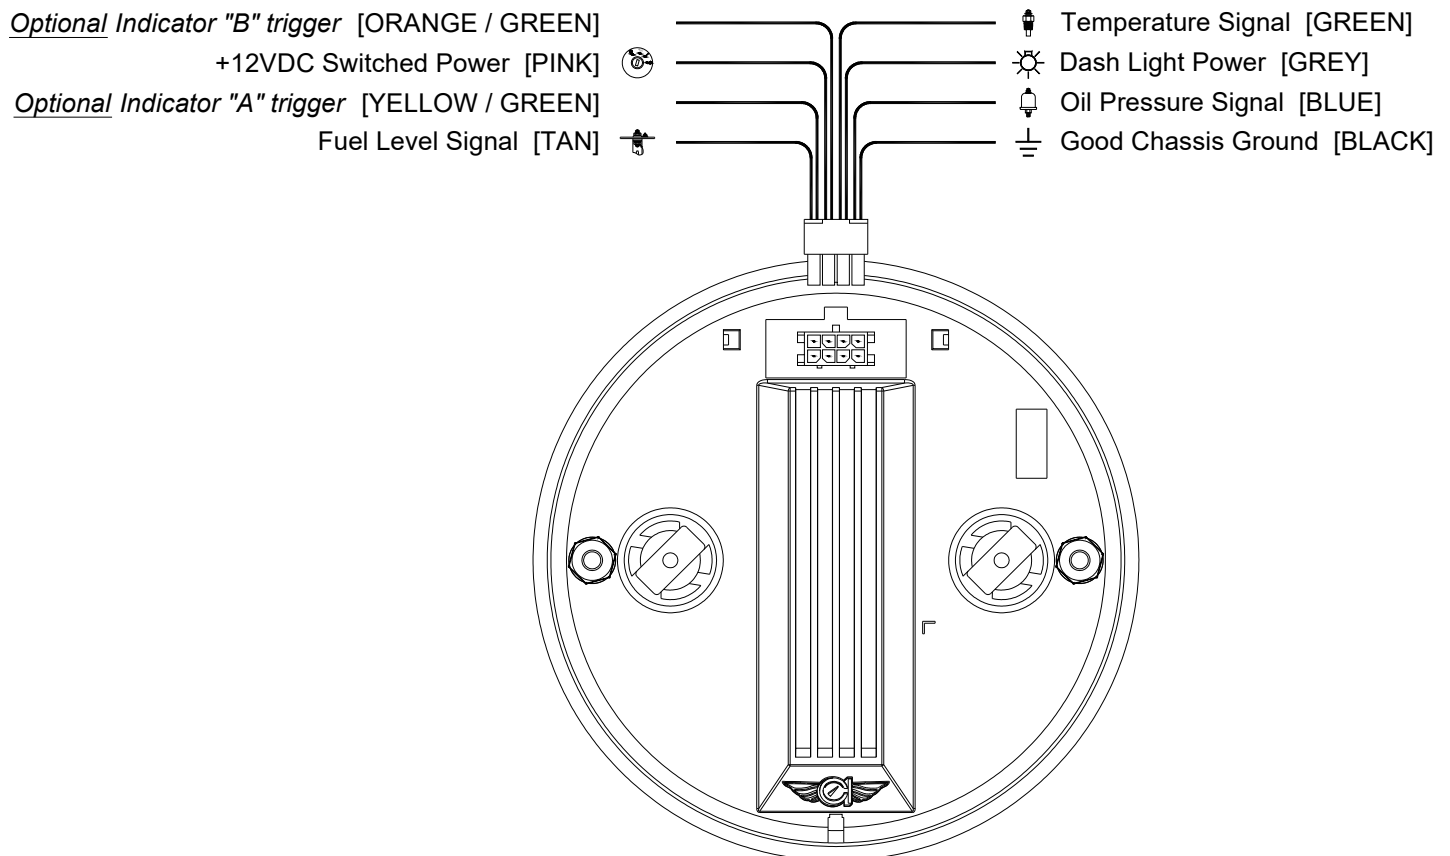 Optional Indicator "B" trigger [ORANGE / GREEN]
+12VDC Switched Power [PINK]
Optional Indicator "A" trigger [YELLOW / GREEN]
Fuel Level Signal [TAN]
Temperature Signal [GREEN]
Dash Light Power [GREY]
Oil Pressure Signal [BLUE]
Good Chassis Ground [BLACK]